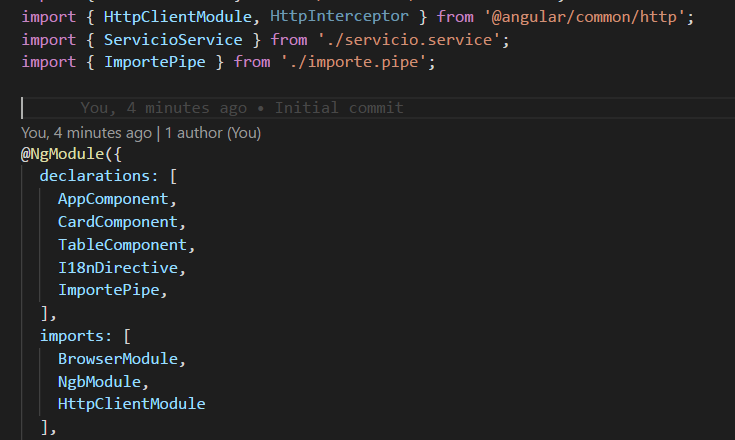 import { HttpClientModule, HttpInterceptor } from '@angular/common/http';
import { ServicioService } from './servicio.service';
import { ImportePipe } from './importe.pipe';
You, 4 minutes ago • Initial commit
You, 4 minutes ago | 1 author (You)
@NgModule({
declarations: [
AppComponent,
CardComponent,
TableComponent,
I18nDirective,
ImportePipe,
],
imports: [
BrowserModule,
NgbModule,
HttpClientModule
],